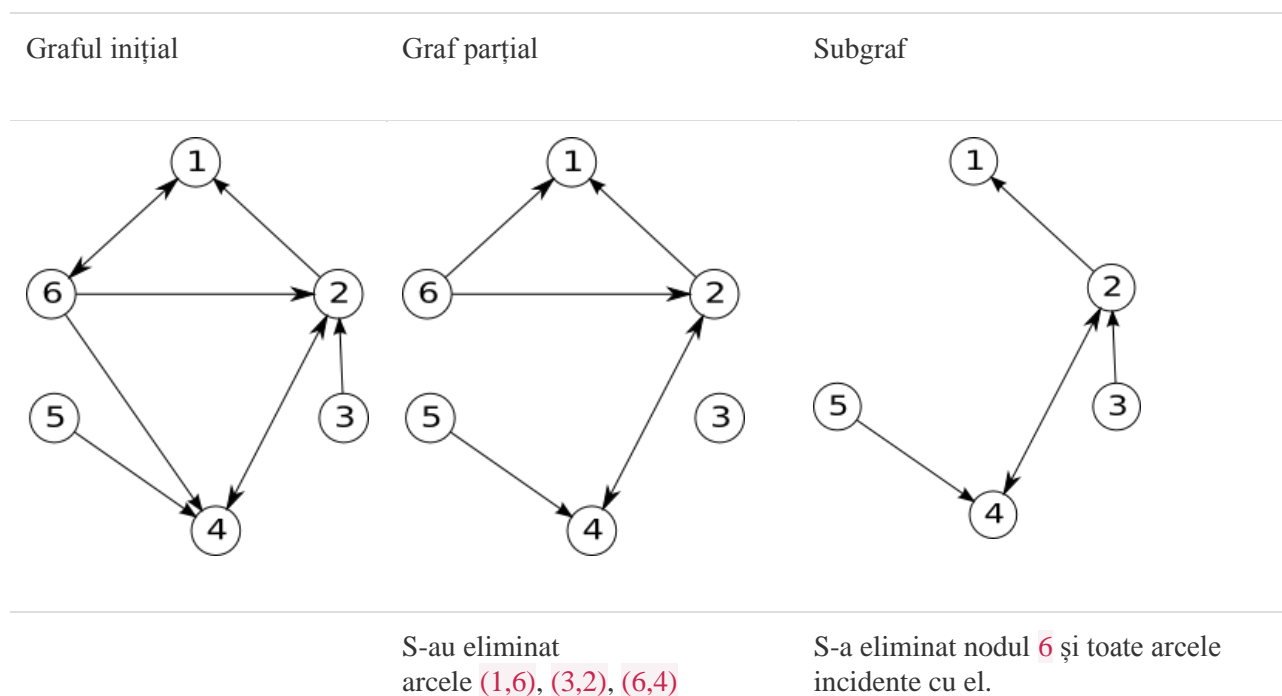 Graful inițial Graf parțial Subgraf
1 1 1
6 2 6 2 2
5 3 5 3 5 3
4 4 4
S-au eliminat S-a eliminat nodul 6 și toate arcele
arcele (1,6), (3,2), (6,4) incidente cu el.